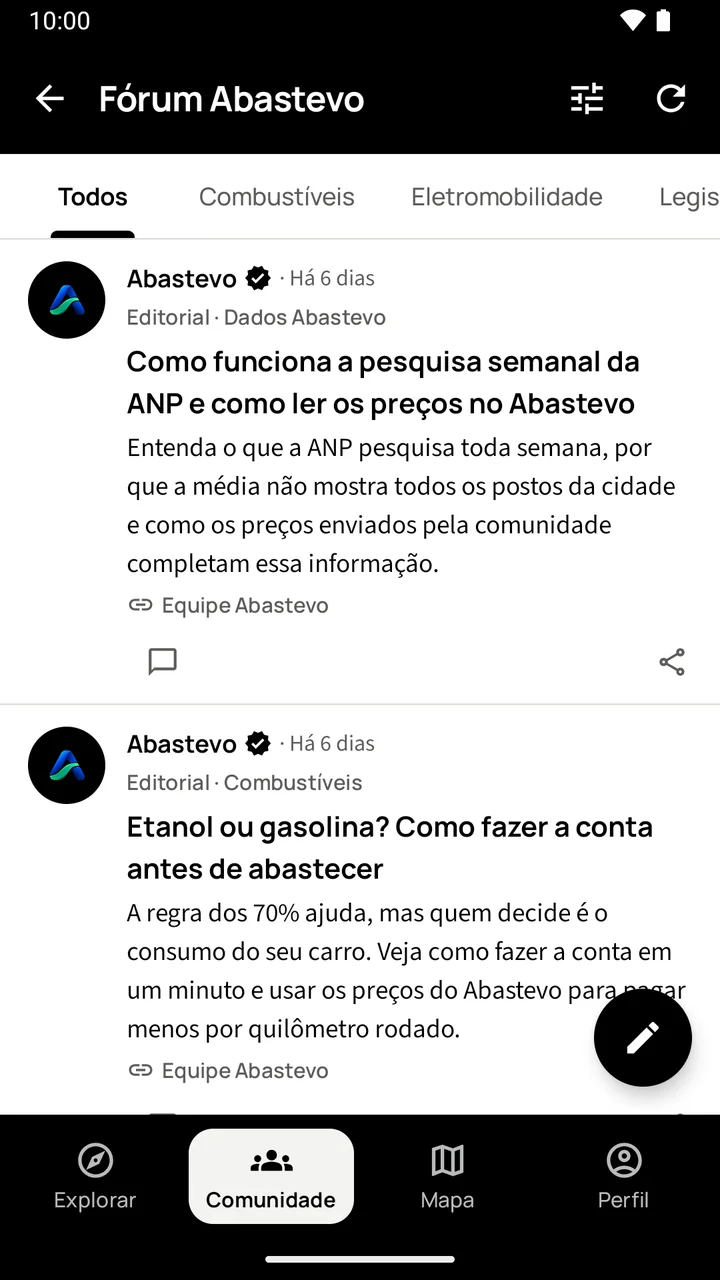 10:00
Fórum Abastevo
Todos Combustíveis Eletromobilidade Legis
Abastevo · Há 6 dias
Editorial · Dados Abastevo
Como funciona a pesquisa semanal da
ANP e como ler os preços no Abastevo
Entenda o que a ANP pesquisa toda semana, por
que a média não mostra todos os postos da cidade
e como os preços enviados pela comunidade
completam essa informação.
Equipe Abastevo
Abastevo · Há 6 dias
Editorial · Combustíveis
Etanol ou gasolina? Como fazer a conta
antes de abastecer
A regra dos 70% ajuda, mas quem decide é o
consumo do seu carro. Veja como fazer a conta em
um minuto e usar os preços do Abastevo para pagar
menos por quilômetro rodado.
Equipe Abastevo
Explorar Comunidade Mapa Perfil